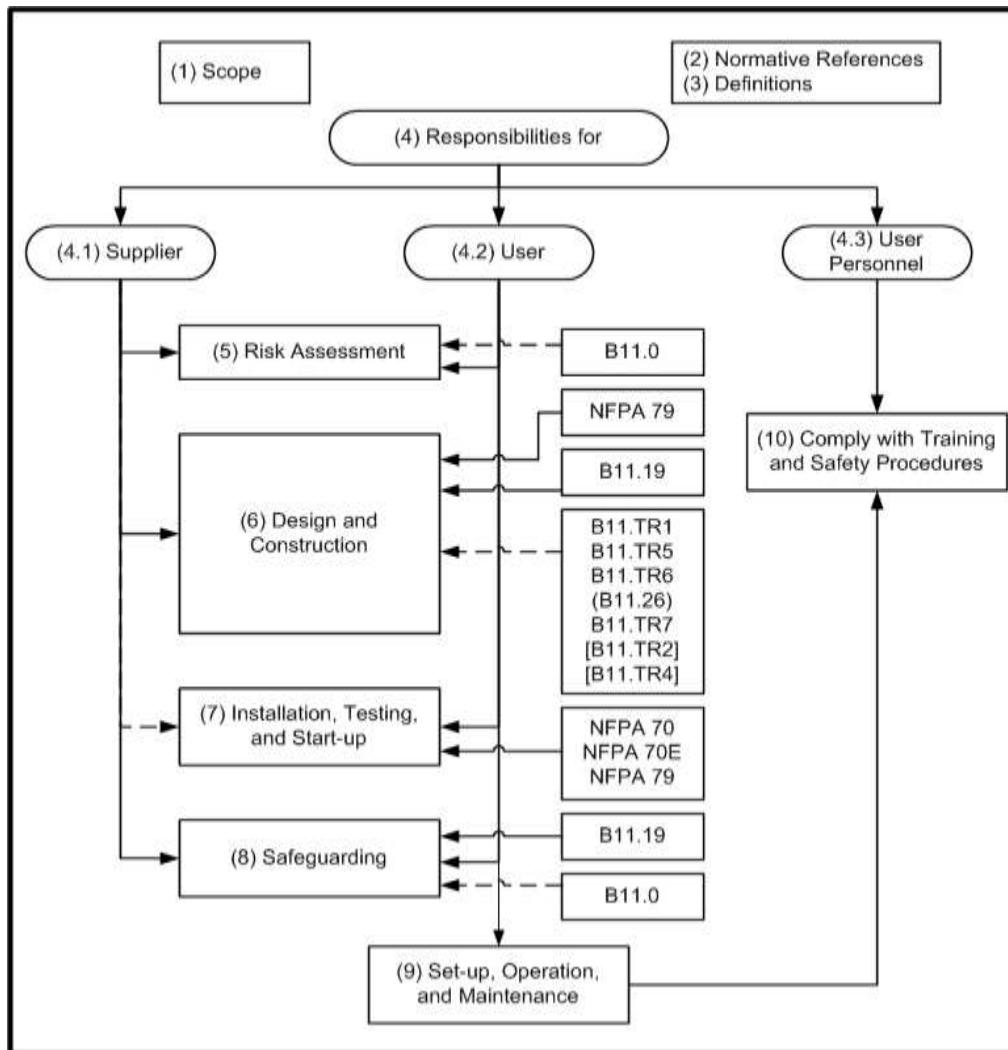 (1) Scope
(2) Normative References
(3) Definitions
(4) Responsibilities for
(4.1) Supplier
(4.2) User
(4.3) User
Personnel
(5) Risk Assessment
B11.0
NFPA 79
(10) Comply with Training
and Safety Procedures
B11.19
(6) Design and
Construction
B11.TR1
B11.TR5
B11.TR6
(B11.26)
B11.TR7
[B11.TR2]
[B11.TR4]
(7) Installation, Testing,
and Start-up
NFPA 70
NFPA 70E
NFPA 79
(8) Safeguarding
B11.19
B11.0
(9) Set-up, Operation,
and Maintenance